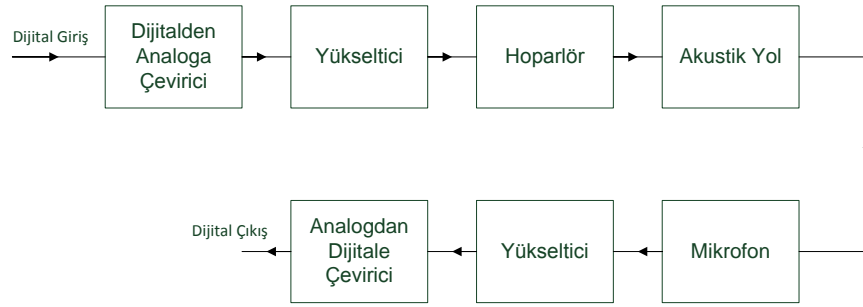 Dijital Giriş
Dijitalden
Analoga
Çevirici
Yükseltici
Hoparlör
Akustik Yol
Dijital Çıkış
Analogdan
Dijitale
Çevirici
Yükseltici
Mikrofon